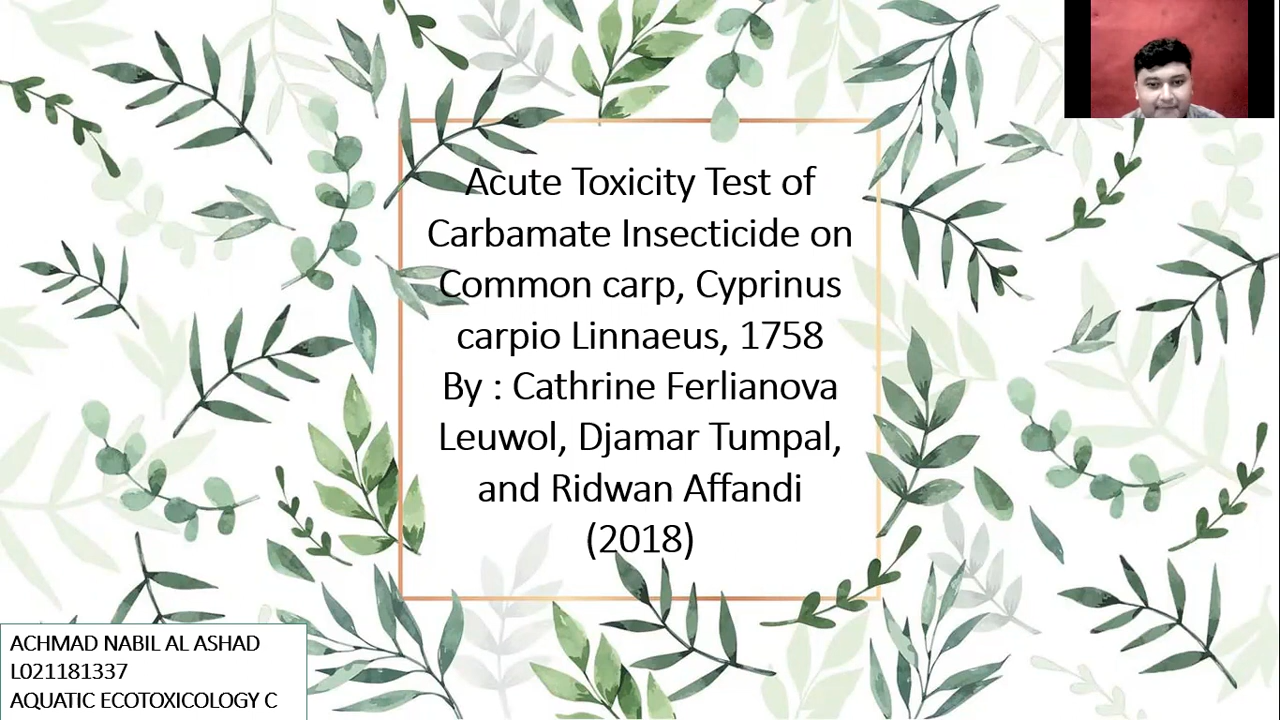 Acute Toxicity Test of
Carbamate Insecticide on
Common carp, Cyprinus
carpio Linnaeus, 1758
By : Cathrine Ferlianova
Leuwol, Djamar Tumpal,
and Ridwan Affandi
(2018)
ACHMAD NABIL AL ASHAD
L021181337
AQUATIC ECOTOXICOLOGY C